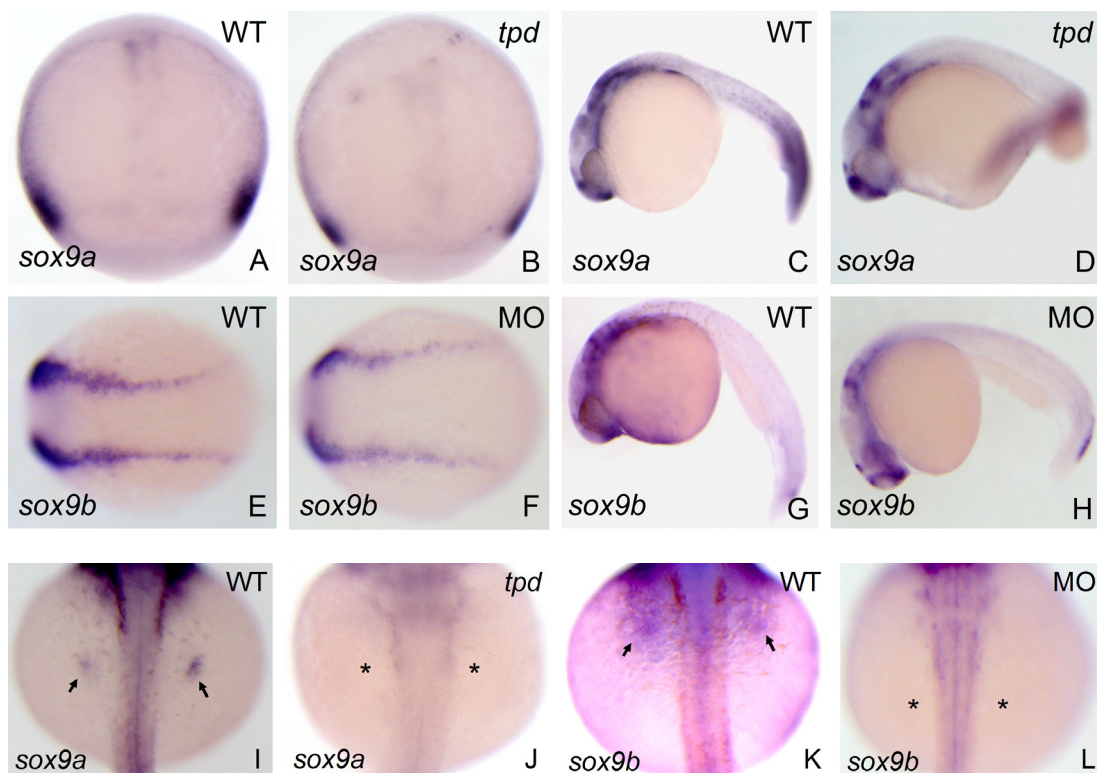 WT
sox9a A
tpd
sox9a B
WT
sox9a C
tpd
sox9a D
WT
sox9b E
MO
sox9b F
WT
sox9b G
MO
sox9b H
WT
sox9a I
tpd
* *
sox9a J
WT
sox9b K
MO
* *
sox9b L